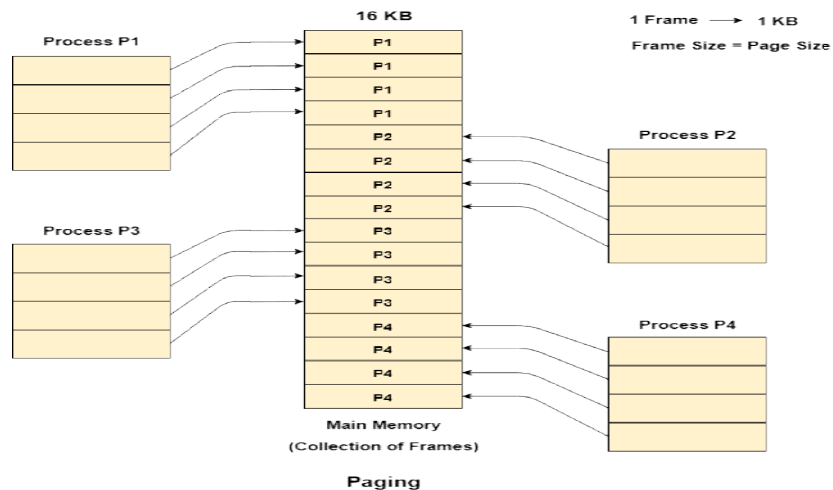 16 KB
1 Frame → 1 KB
Frame Size = Page Size
Process P1
P1
P1
P1
P1
P2
P2
P2
P2
P3
P3
P3
P3
P4
P4
P4
P4
Process P2
Process P3
Process P4
Main Memory
(Collection of Frames)
Paging